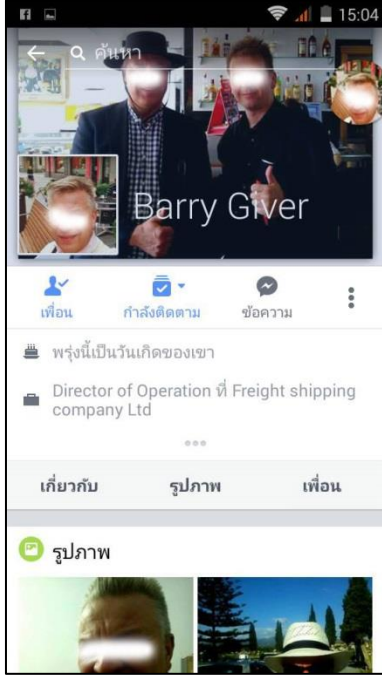 15:04
ค้นหา
Barry Giver
เพื่อน
กำลังติดตาม
ข้อความ
พรุ่งนี้เป็นวันเกิดของเขา
Director of Operation ที่ Freight shipping
company Ltd
เกี่ยวกับ
รูปภาพ
เพื่อน
รูปภาพ